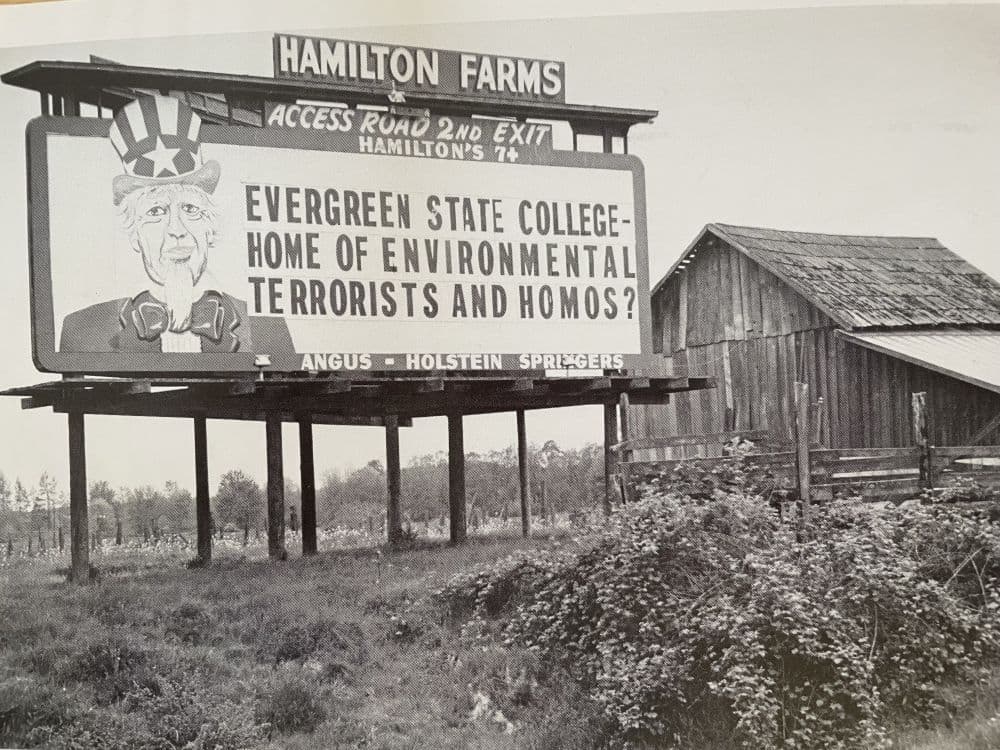 HAMILTON FARMS
ACCESS ROAD 2ND EXIT
HAMILTON'S 7+
EVERGREEN STATE COLLEGE-
HOME OF ENVIRONMENTAL
TERRORISTS AND HOMOS?
ANGUS - HOLSTEIN SPRINGERS